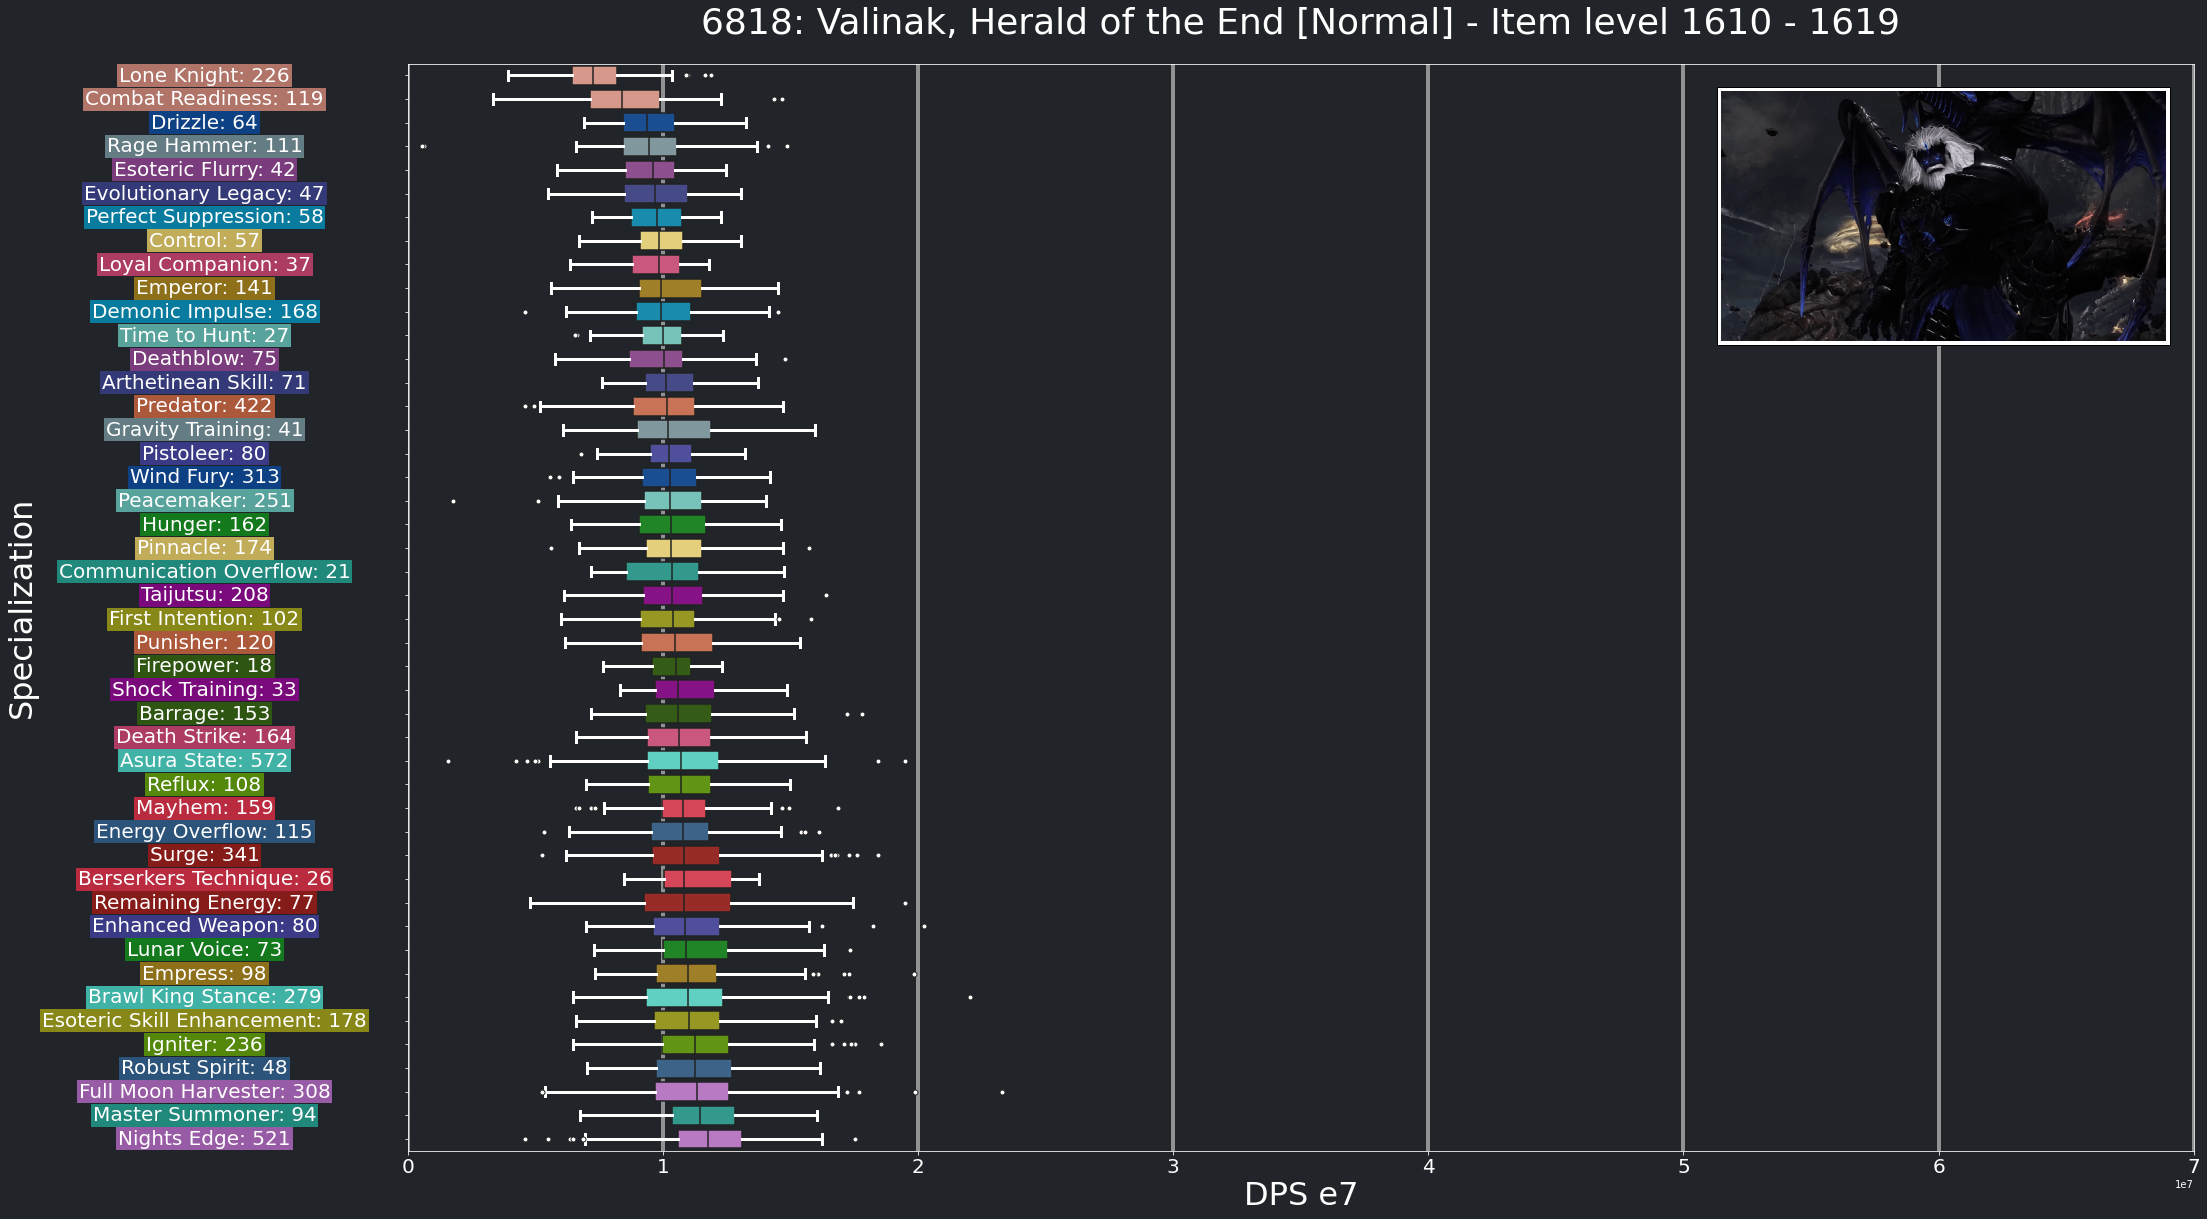 6818: Valinak, Herald of the End [Normal] - Item level 1610 - 1619
Specialization
Lone Knight: 226
Combat Readiness: 119
Drizzle: 64
Rage Hammer: 111
Esoteric Flurry: 42
Evolutionary Legacy: 47
Perfect Suppression: 58
Control: 57
Loyal Companion: 37
Emperor: 141
Demonic Impulse: 168
Time to Hunt: 27
Deathblow: 75
Arthetinean Skill: 71
Predator: 422
Gravity Training: 41
Pistoleer: 80
Wind Fury: 313
Peacemaker: 251
Hunger: 162
Pinnacle: 174
Communication Overflow: 21
Taijutsu: 208
First Intention: 102
Punisher: 120
Firepower: 18
Shock Training: 33
Barrage: 153
Death Strike: 164
Asura State: 572
Reflux: 108
Mayhem: 159
Energy Overflow: 115
Surge: 341
Berserkers Technique: 26
Remaining Energy: 77
Enhanced Weapon: 80
Lunar Voice: 73
Empress: 98
Brawl King Stance: 279
Esoteric Skill Enhancement: 178
Igniter: 236
Robust Spirit: 48
Full Moon Harvester: 308
Master Summoner: 94
Nights Edge: 521
0 1 2 3 4 5 6 7
DPS e7
1e7